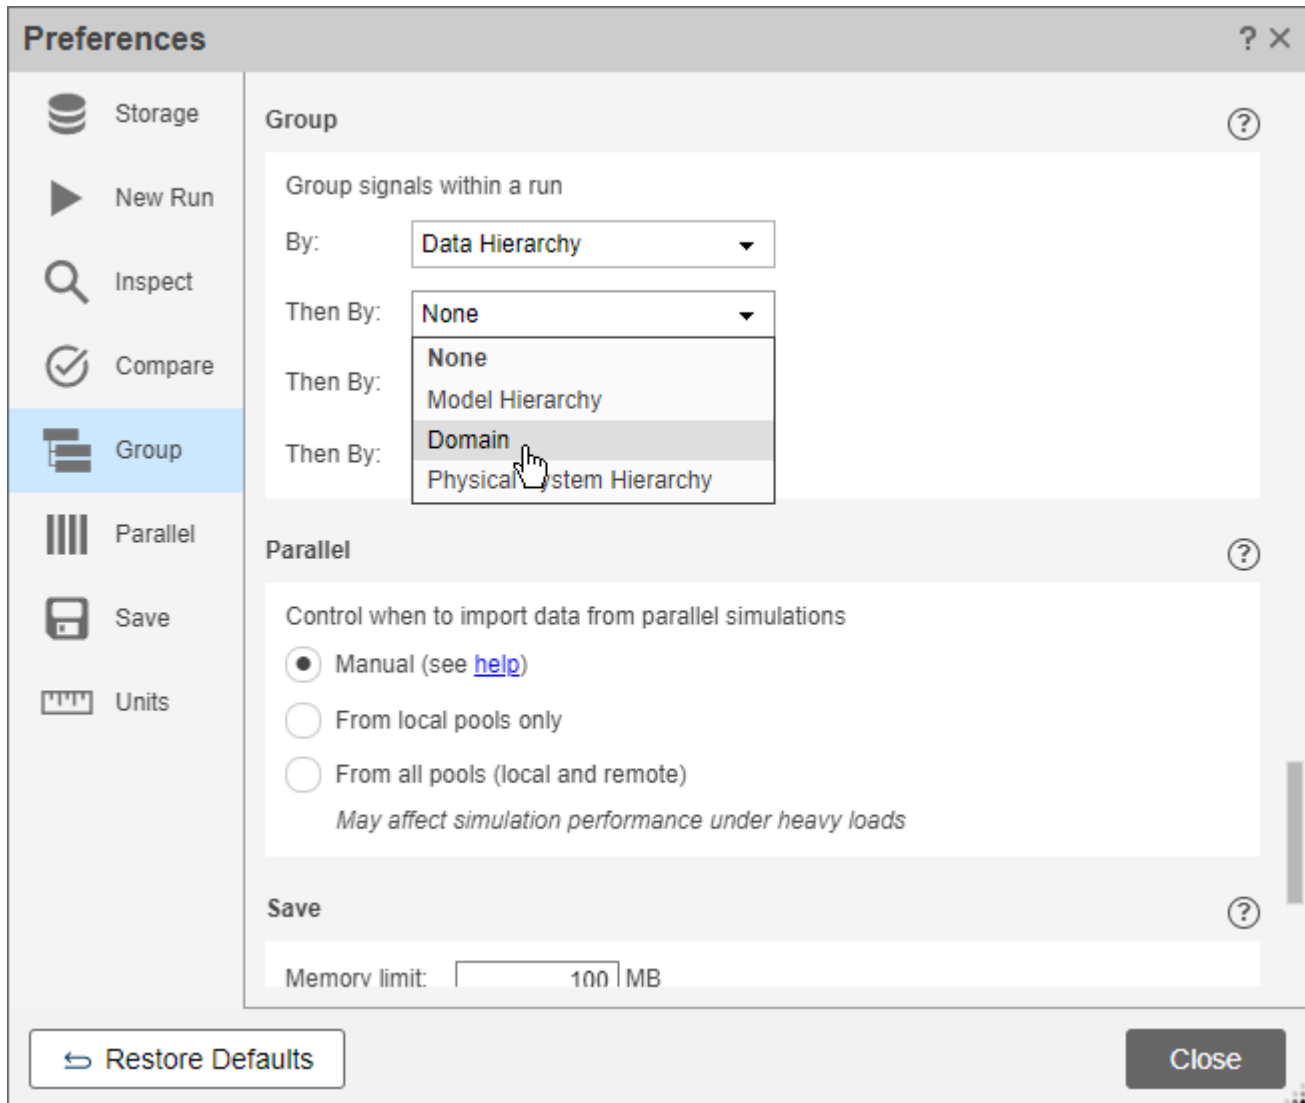 Preferences
? ×
Storage
New Run
Inspect
Compare
Group
Parallel
Save
Units
Group
?
Group signals within a run
By:
Data Hierarchy
Then By:
None
None
Model Hierarchy
Domain
Physical System Hierarchy
Then By:
Then By:
Parallel
?
Control when to import data from parallel simulations
Manual (see help)
From local pools only
From all pools (local and remote)
May affect simulation performance under heavy loads
Save
?
Memory limit: 100 MB
Restore Defaults
Close